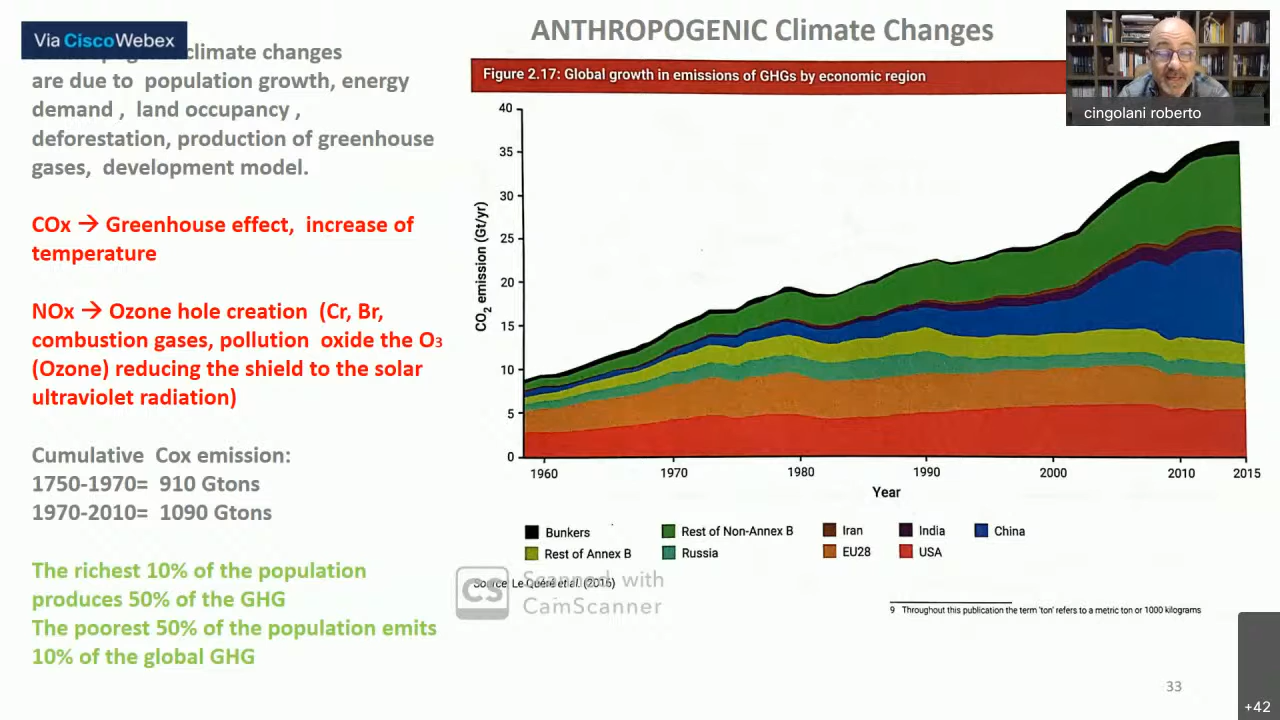 Via CiscoWebex
ANTHROPOGENIC Climate Changes
climate changes
are due to population growth, energy
demand , land occupancy ,
deforestation, production of greenhouse
gases, development model.
COx → Greenhouse effect, increase of
temperature
NOx → Ozone hole creation (Cr, Br,
combustion gases, pollution oxide the O3
(Ozone) reducing the shield to the solar
ultraviolet radiation)
Cumulative Cox emission:
1750-1970= 910 Gtons
1970-2010= 1090 Gtons
The richest 10% of the population
produces 50% of the GHG
The poorest 50% of the population emits
10% of the global GHG
Figure 2.17: Global growth in emissions of GHGs by economic region
cingolani roberto
CO2 emission (Gt/yr)
40
35
30
25
20
15
10
5
0
1960 1970 1980 1990 2000 2010 2015
Year
Bunkers Rest of Non-Annex B Iran India China
Rest of Annex B Russia EU28 USA
Source: Le Quéré et al. (2016)
CS Scanned with
CamScanner
9 Throughout this publication the term 'ton' refers to a metric ton or 1000 kilograms
33
+42